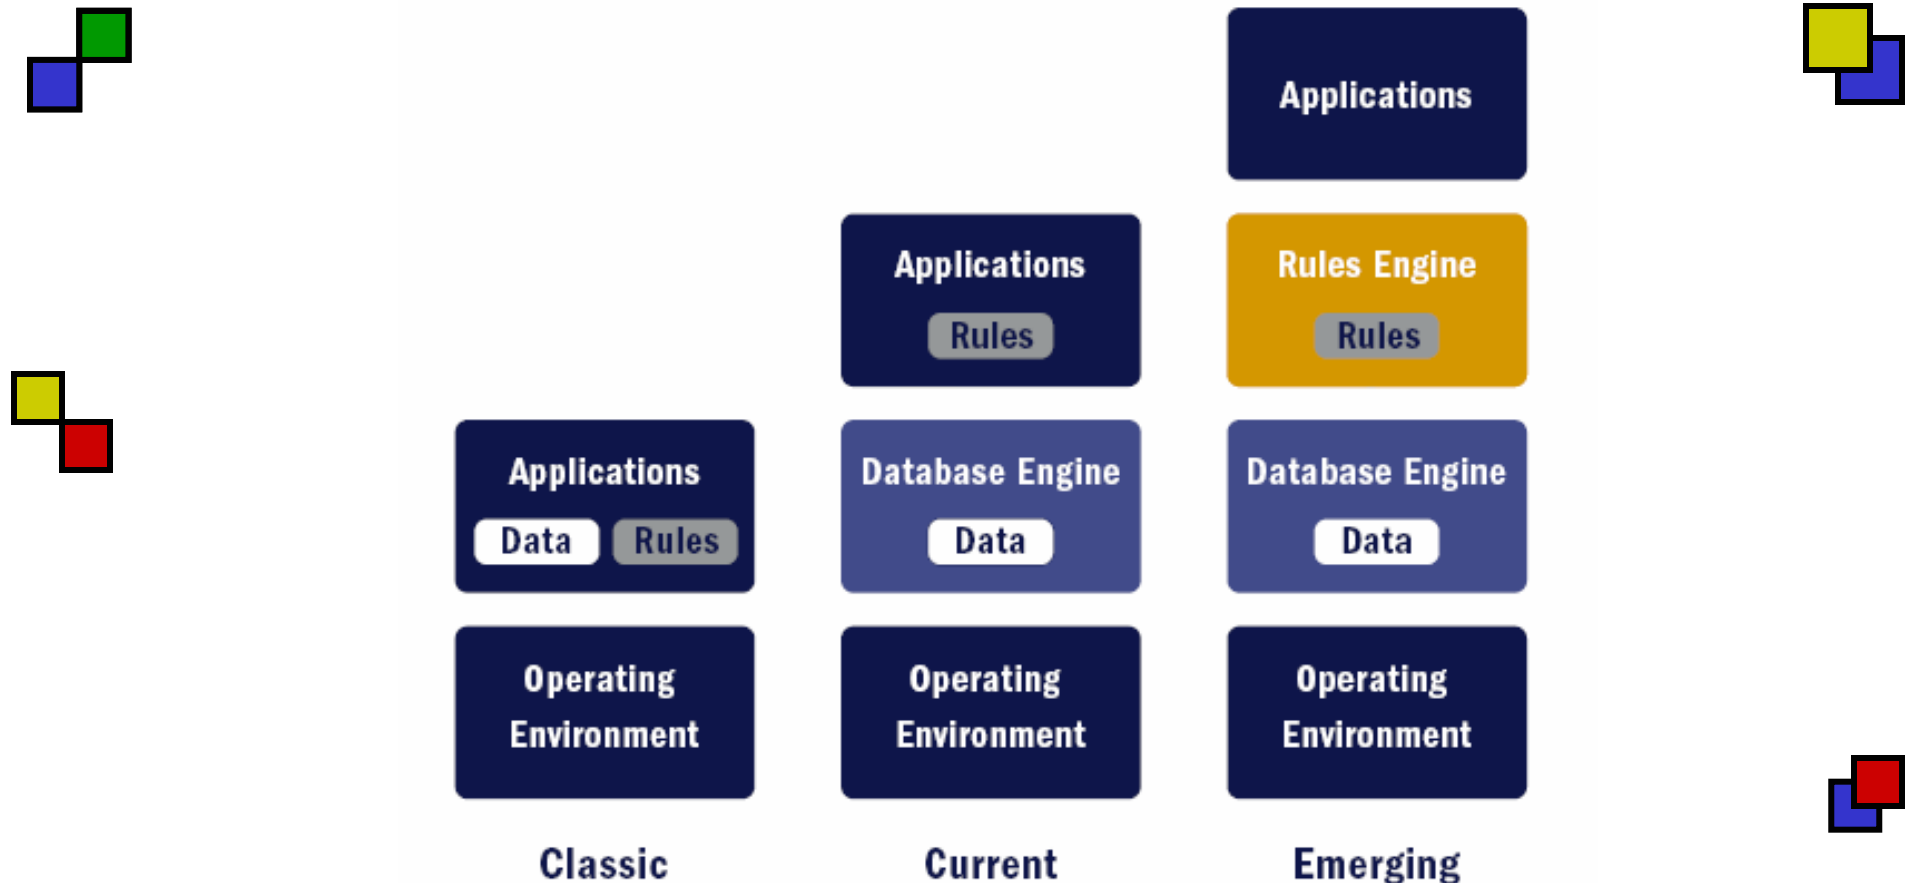 Applications
Applications
Rules
Rules Engine
Rules
Applications
Data Rules
Database Engine
Data
Database Engine
Data
Operating
Environment
Operating
Environment
Operating
Environment
Classic
Current
Emerging